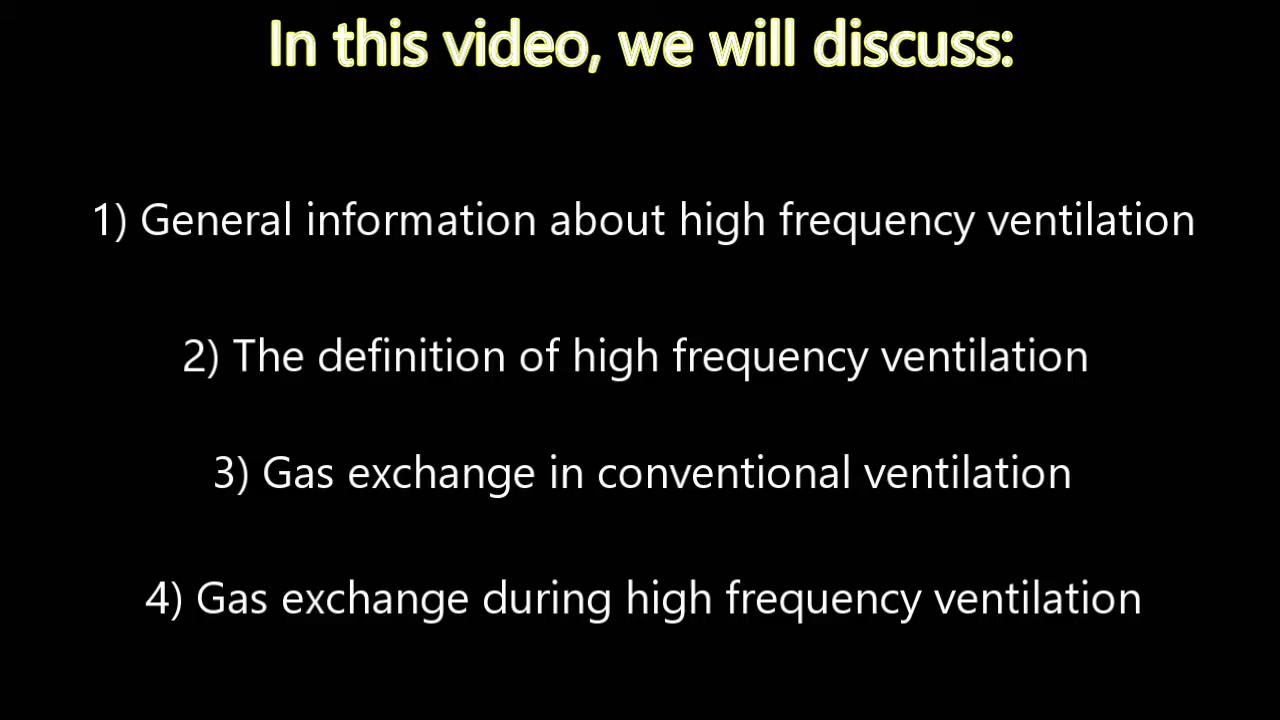 In this video, we will discuss:
1) General information about high frequency ventilation
2) The definition of high frequency ventilation
3) Gas exchange in conventional ventilation
4) Gas exchange during high frequency ventilation